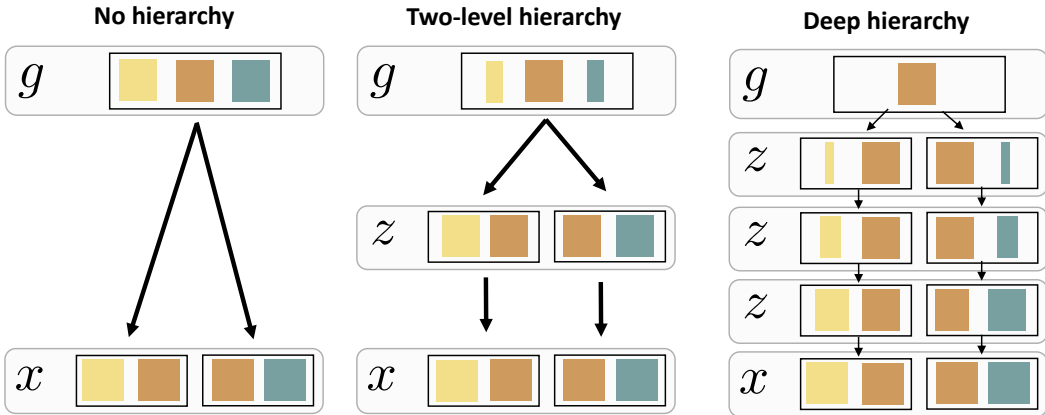 No hierarchy
g
x
Two-level hierarchy
g
z
x
Deep hierarchy
g
z
z
z
x